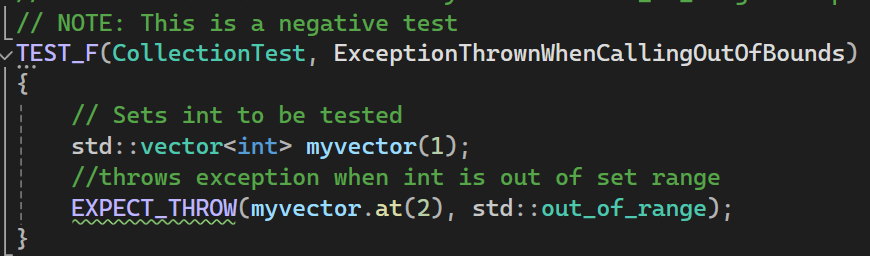 // NOTE: This is a negative test
TEST_F(CollectionTest, ExceptionThrownWhenCallingOutOfBounds)
{
// Sets int to be tested
std::vector<int> myvector(1);
//throws exception when int is out of set range
EXPECT_THROW(myvector.at(2), std::out_of_range);
}